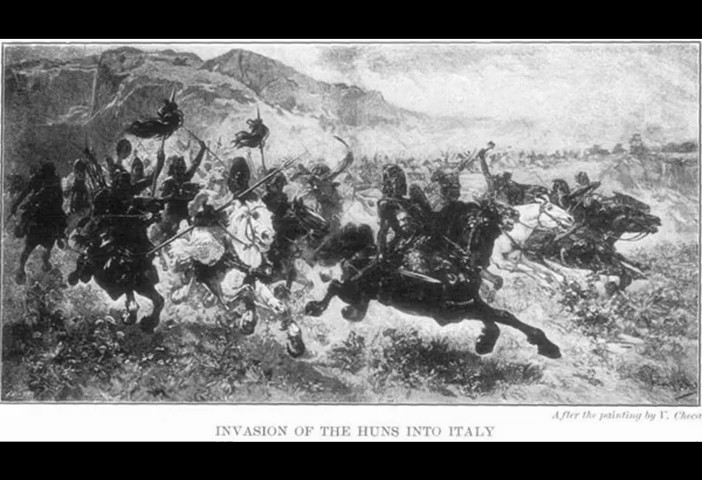 After the painting by V. Checa
INVASION OF THE HUNS INTO ITALY